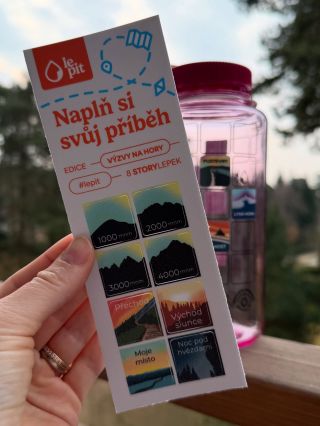 le
pit
Naplň si
svůj příběh
EDICE VÝZVY NA HORY
#lepit 8 STORYLEPEK
1000 mnm
2000 mnm
3000 mnm
4000 mnm
Přechod
Východ
slunce
Moje
místo
Noc pod
hvězdami